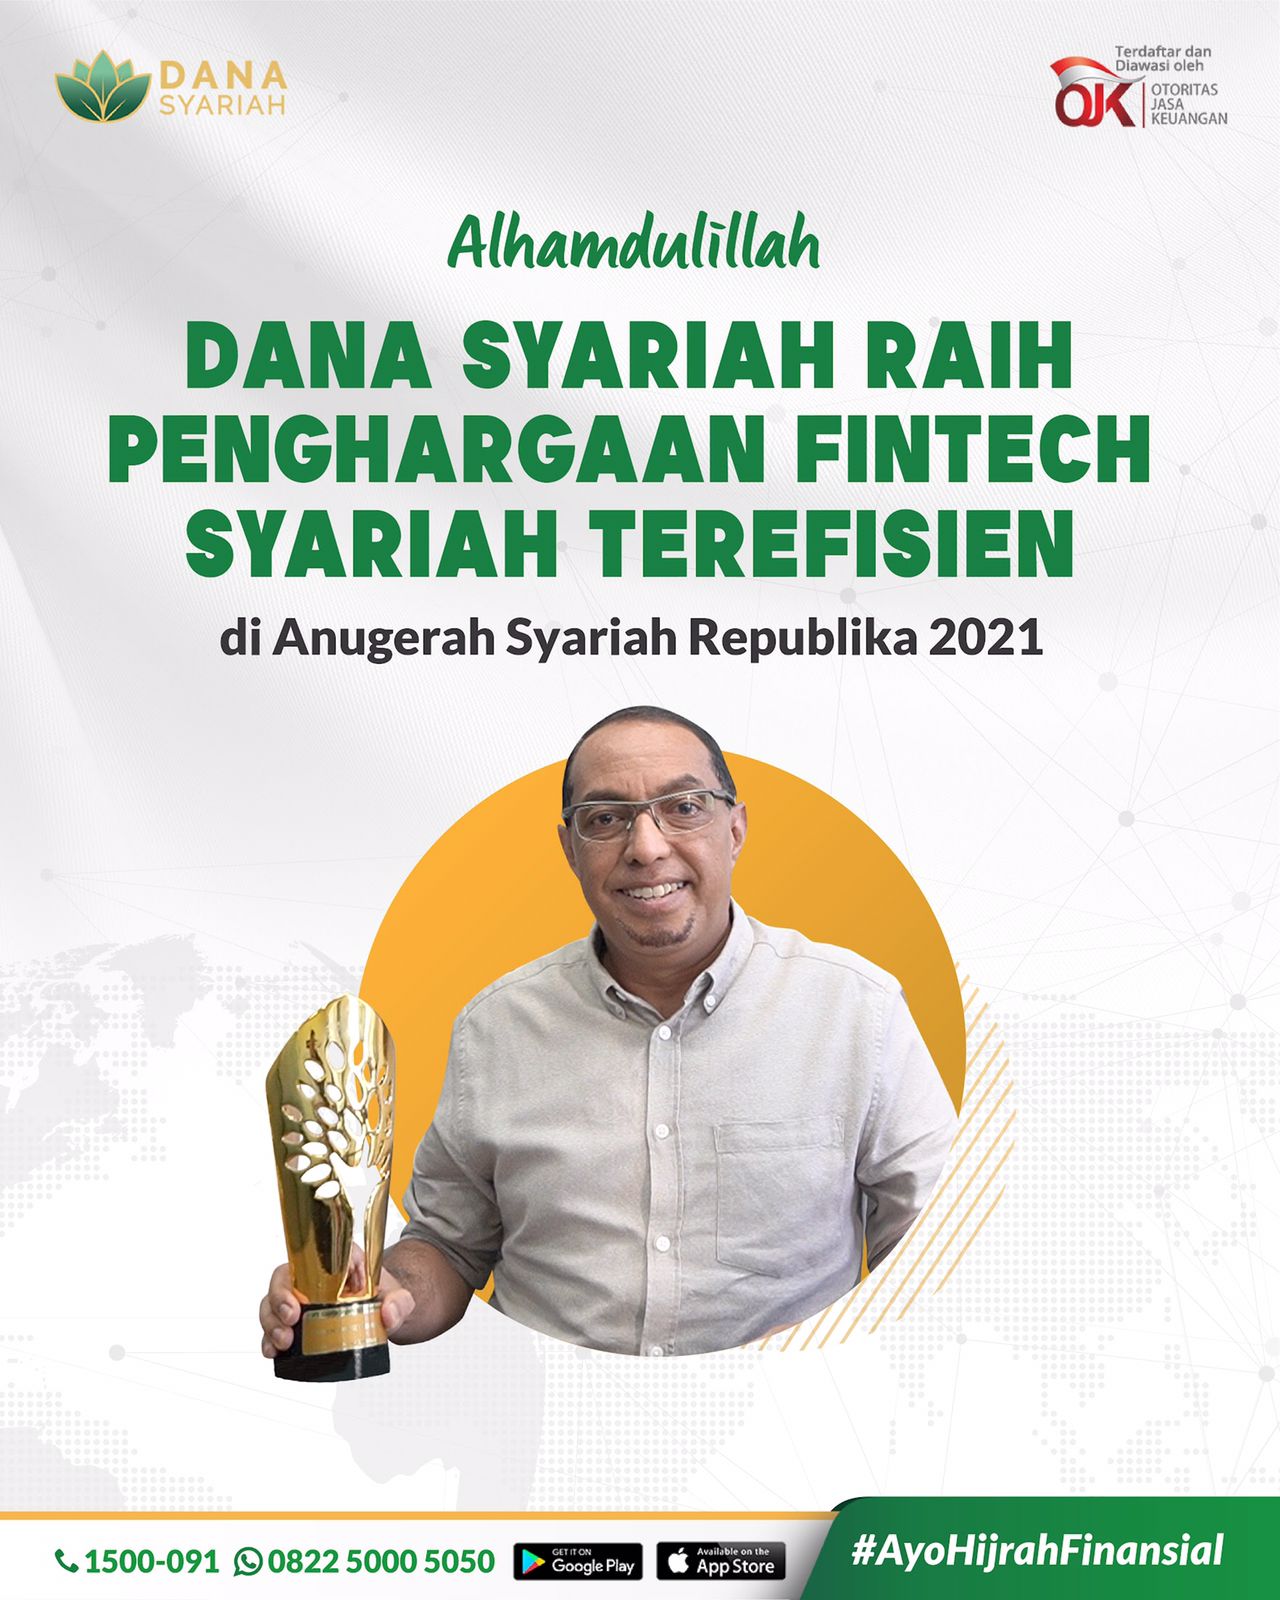 DANA
SYARIAH
Terdaftar dan
Diawasi oleh
OJK
OTORITAS
JASA
KEUANGAN
Alhamdulillah
DANA SYARIAH RAIH
PENGHARGAAN FINTECH
SYARIAH TEREFISIEN
di Anugerah Syariah Republika 2021
1500-091
0822 5000 5050
GET IT ON
Google Play
Available on the
App Store
#AyoHijrahFinansial